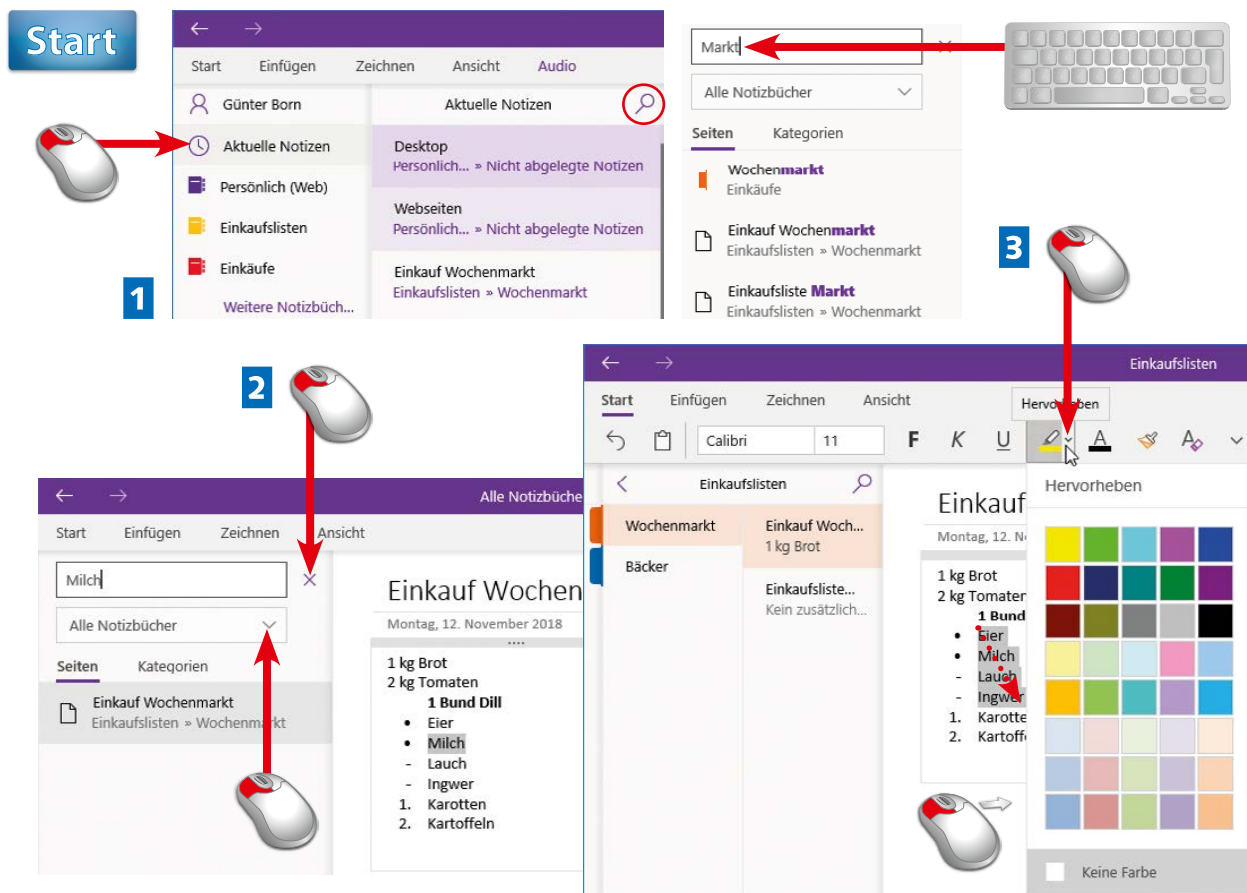 Start
Start Einfügen Zeichnen Ansicht Audio
Günter Born
Aktuelle Notizen
Persönlich (Web)
Einkaufslisten
Einkäufe
Weitere Notizbüch...
Aktuelle Notizen
Desktop
Persönlich... » Nicht abgelegte Notizen
Webseiten
Persönlich... » Nicht abgelegte Notizen
Einkauf Wochenmarkt
Einkaufslisten » Wochenmarkt
1
Markt
Alle Notizbücher
Seiten Kategorien
Wochenmarkt
Einkäufe
Einkauf Wochenmarkt
Einkaufslisten » Wochenmarkt
Einkaufsliste Markt
Einkaufslisten » Wochenmarkt
2
Alle Notizbüche
Start Einfügen Zeichnen Ansicht
Milch
Alle Notizbücher
Seiten Kategorien
Einkauf Wochenmarkt
Einkaufslisten » Wochenmarkt
Einkauf Wochen
Montag, 12. November 2018
1 kg Brot
2 kg Tomaten
1 Bund Dill
• Eier
• Milch
- Lauch
- Ingwer
1. Karotten
2. Kartoffeln
3
Einkaufslisten
Start Einfügen Zeichnen Ansicht
Hervorheben
Calibri 11 F K U A A
Einkaufslisten
Wochenmarkt
Bäcker
Einkauf Woch...
1 kg Brot
Einkaufsliste...
Kein zusätzlich...
Einkauf
Montag, 12. N
1 kg Brot
2 kg Tomaten
1 Bund
• Eier
• Milch
- Lauch
- Ingwer
1. Karotte
2. Kartoff
Hervorheben
Keine Farbe